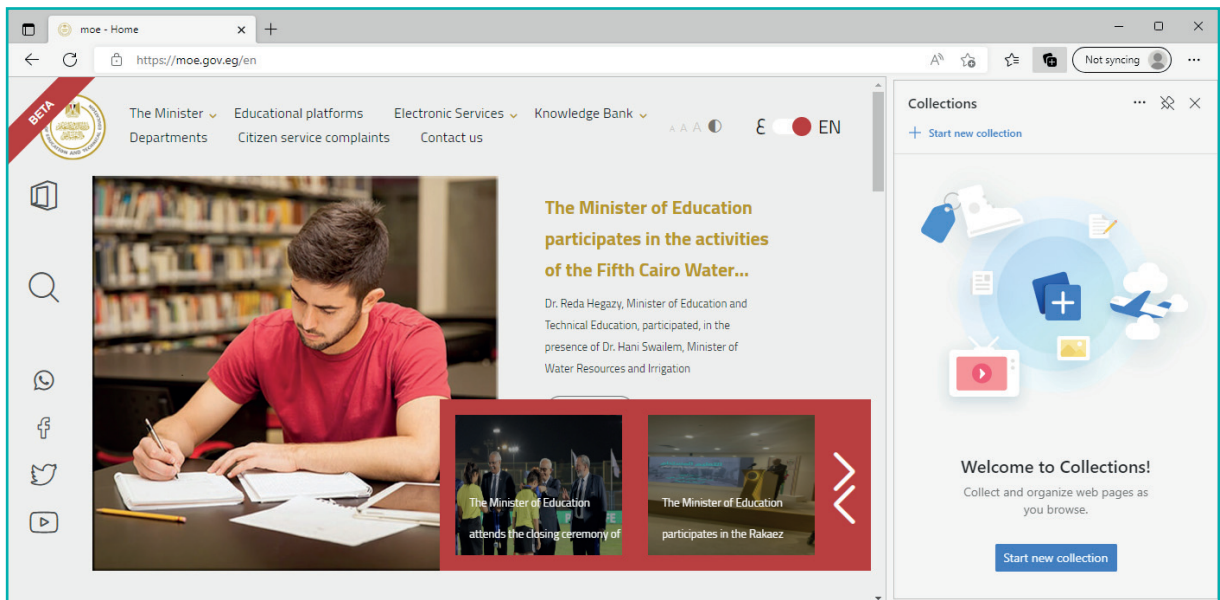 moe - Home
https://moe.gov.eg/en
Not syncing
BETA
The Minister
Educational platforms
Electronic Services
Knowledge Bank
Departments
Citizen service complaints
Contact us
A A A
ع
EN
The Minister of Education
participates in the activities
of the Fifth Cairo Water...
Dr. Reda Hegazy, Minister of Education and
Technical Education, participated, in the
presence of Dr. Hani Swailem, Minister of
Water Resources and Irrigation
The Minister of Education
attends the closing ceremony of
The Minister of Education
participates in the Rakaez
Collections
Start new collection
Welcome to Collections!
Collect and organize web pages as
you browse.
Start new collection